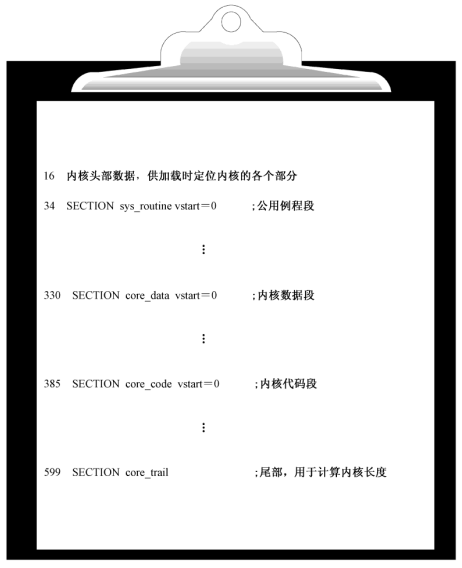 16 内核头部数据，供加载时定位内核的各个部分
34 SECTION sys_routine vstart＝0 ;公用例程段
⋮
330 SECTION core_data vstart＝0 ;内核数据段
⋮
385 SECTION core_code vstart＝0 ;内核代码段
⋮
599 SECTION core_trail ;尾部，用于计算内核长度